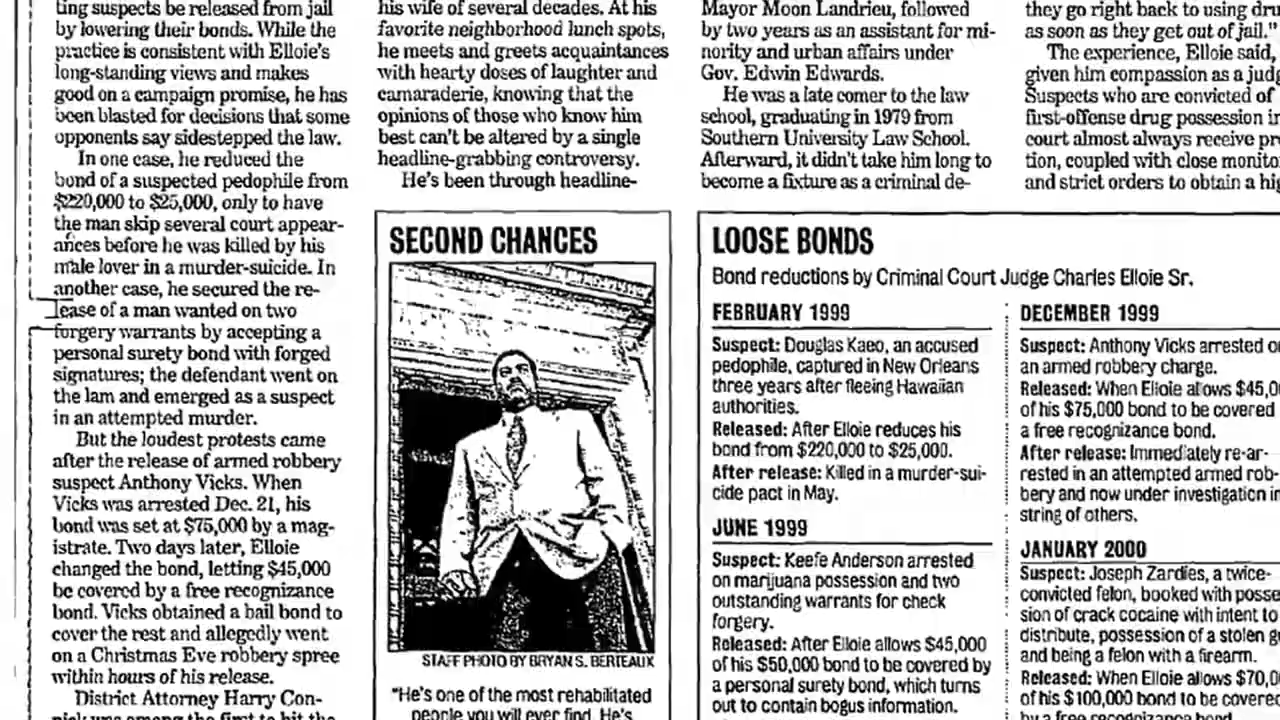 ting suspects be released from jail
by lowering their bonds. While the
practice is consistent with Elloie's
long-standing views and makes
good on a campaign promise, he has
been blasted for decisions that some
opponents say sidestepped the law.
In one case, he reduced the
bond of a suspected pedophile from
$220,000 to $25,000, only to have
the man skip several court appear-
ances before he was killed by his
male lover in a murder-suicide. In
another case, he secured the re-
lease of a man wanted on two
forgery warrants by accepting a
personal surety bond with forged
signatures; the defendant went on
the lam and emerged as a suspect
in an attempted murder.
But the loudest protests came
after the release of armed robbery
suspect Anthony Vicks. When
Vicks was arrested Dec. 21, his
bond was set at $75,000 by a mag-
istrate. Two days later, Elloie
changed the bond, letting $45,000
be covered by a free recognizance
bond. Vicks obtained a bail bond to
cover the rest and allegedly went
on a Christmas Eve robbery spree
within hours of his release.
District Attorney Harry Con-
nick was among the first to hit the
his wife of several decades. At his
favorite neighborhood lunch spots,
he meets and greets acquaintances
with hearty doses of laughter and
camaraderie, knowing that the
opinions of those who know him
best can't be altered by a single
headline-grabbing controversy.
He's been through headline-
Mayor Moon Landrieu, followed
by two years as an assistant for mi-
nority and urban affairs under
Gov. Edwin Edwards.
He was a late comer to the law
school, graduating in 1979 from
Southern University Law School.
Afterward, it didn't take him long to
become a fixture as a criminal de-
they go right back to using dru
as soon as they get out of jail."
The experience, Elloie said,
given him compassion as a judg
Suspects who are convicted of
first-offense drug possession in
court almost always receive pro
tion, coupled with close monito
and strict orders to obtain a hig
SECOND CHANCES
STAFF PHOTO BY BRYAN S. BERTEAUX
"He's one of the most rehabilitated
people you will ever find. He's
LOOSE BONDS
Bond reductions by Criminal Court Judge Charles Elloie Sr.
FEBRUARY 1999
Suspect: Douglas Kaeo, an accused
pedophile, captured in New Orleans
three years after fleeing Hawaiian
authorities.
Released: After Elloie reduces his
bond from $220,000 to $25,000.
After release: Killed in a murder-sui-
cide pact in May.
JUNE 1999
Suspect: Keefe Anderson arrested
on marijuana possession and two
outstanding warrants for check
forgery.
Released: After Elloie allows $45,000
of his $50,000 bond to be covered by
a personal surety bond, which turns
out to contain bogus information.
DECEMBER 1999
Suspect: Anthony Vicks arrested on
an armed robbery charge.
Released: When Elloie allows $45,0
of his $75,000 bond to be covered
a free recognizance bond.
After release: Immediately re-ar-
rested in an attempted armed rob-
bery and now under investigation in
string of others.
JANUARY 2000
Suspect: Joseph Zardies, a twice-
convicted felon, booked with posse
sion of crack cocaine with intent to
distribute, possession of a stolen g
and being a felon with a firearm.
Released: When Elloie allows $70,0
of his $100,000 bond to be covere
by a free recognizance bond.